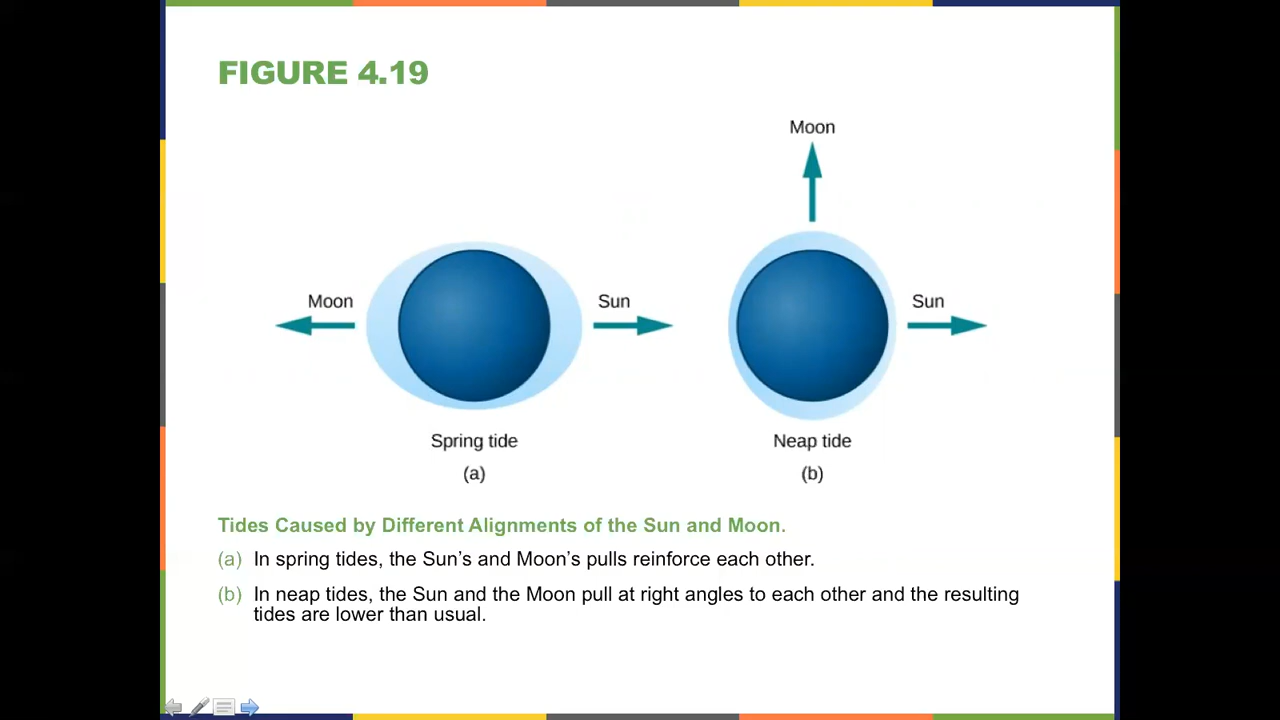 FIGURE 4.19
Moon
Moon
Sun
Sun
Spring tide
Neap tide
(a)
(b)
Tides Caused by Different Alignments of the Sun and Moon.
(a) In spring tides, the Sun's and Moon's pulls reinforce each other.
(b) In neap tides, the Sun and the Moon pull at right angles to each other and the resulting
tides are lower than usual.